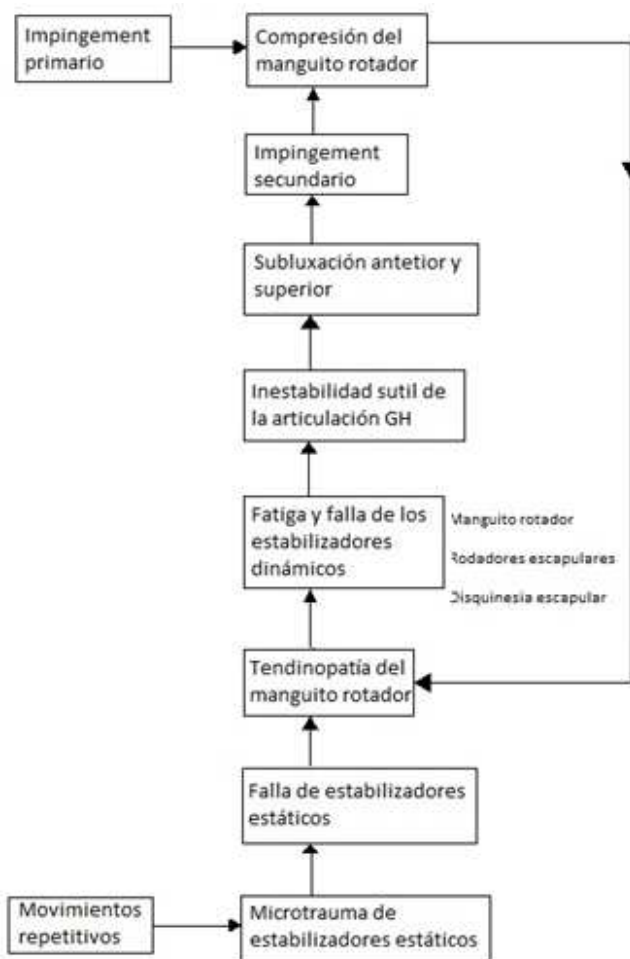 Impingement
primario
Compresión del
manguito rotador
Impingement
secundario
Subluxación antetior y
superior
Inestabilidad sutil de
la articulación GH
Fatiga y falla de los
estabilizadores
dinámicos
Manguito rotador
Rodadores escapulares
Disquinesia escapular
Tendinopatía del
manguito rotador
Falla de estabilizadores
estáticos
Movimientos
repetitivos
Microtrauma de
estabilizadores estáticos